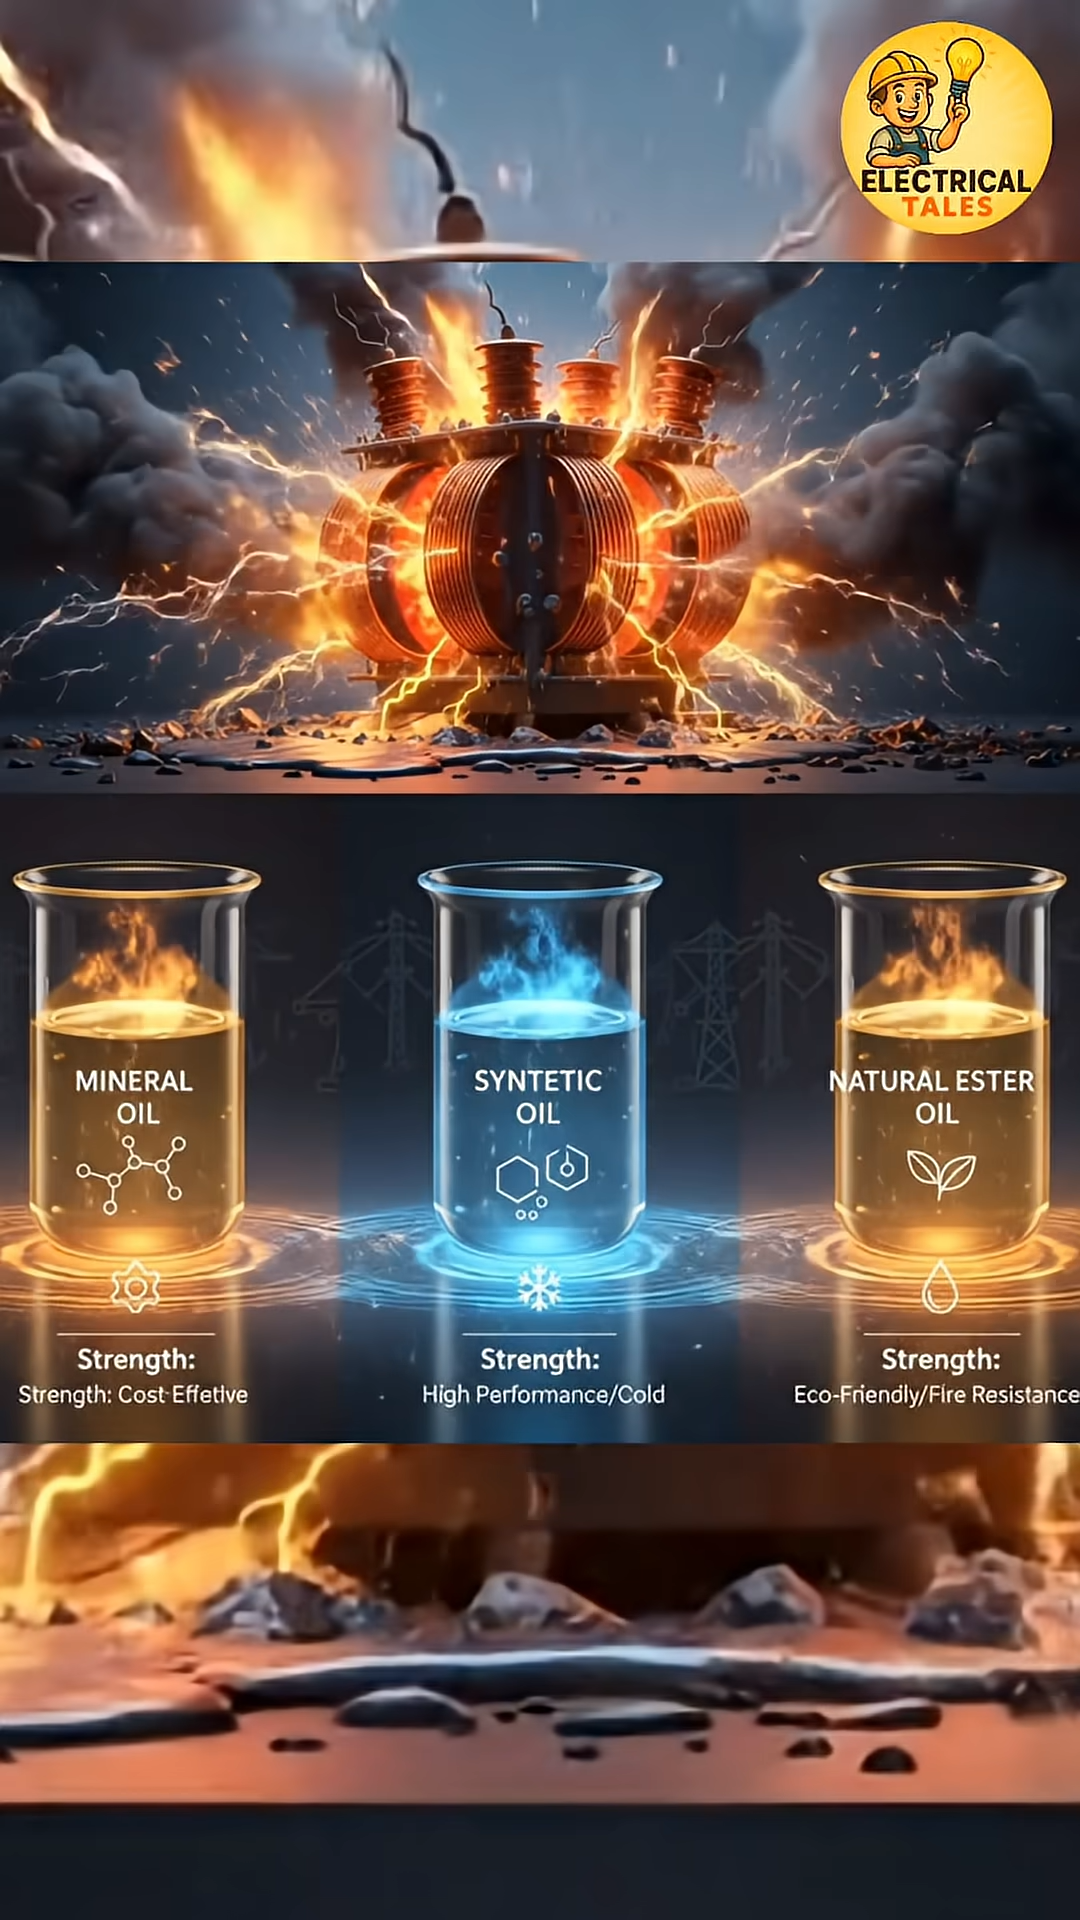 ELECTRICAL
TALES
MINERAL
OIL
SYNTETIC
OIL
NATURAL ESTER
OIL
Strength:
Strength: Cost Effetive
Strength:
High Performance/Cold
Strength:
Eco-Friendly/Fire Resistance